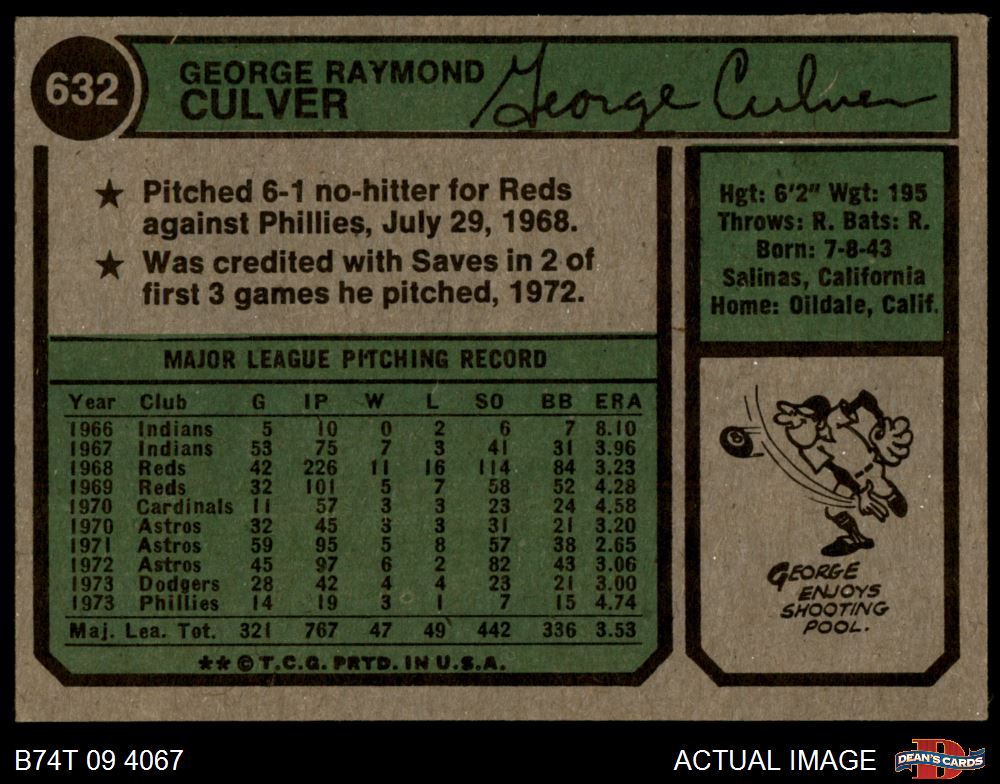 632
GEORGE RAYMOND
CULVER
George Culver
★ Pitched 6-1 no-hitter for Reds
against Phillies, July 29, 1968.
★ Was credited with Saves in 2 of
first 3 games he pitched, 1972.
Hgt: 6'2" Wgt: 195
Throws: R. Bats: R.
Born: 7-8-43
Salinas, California
Home: Oildale, Calif.
MAJOR LEAGUE PITCHING RECORD
Year Club G IP W L SO BB ERA
1966 Indians 5 10 0 2 6 7 8.10
1967 Indians 53 75 7 3 41 31 3.96
1968 Reds 42 226 11 16 114 84 3.23
1969 Reds 32 101 5 7 58 52 4.28
1970 Cardinals 11 57 3 3 23 24 4.58
1970 Astros 32 45 3 3 31 21 3.20
1971 Astros 59 95 5 8 57 38 2.65
1972 Astros 45 97 6 2 82 43 3.06
1973 Dodgers 28 42 4 4 23 21 3.00
1973 Phillies 14 19 3 1 7 15 4.74
Maj. Lea. Tot. 321 767 47 49 442 336 3.53
**©T.C.G. PRTD. IN U.S.A.
8
GEORGE
ENJOYS
SHOOTING
POOL.
B74T 09 4067
ACTUAL IMAGE
D
DEAN'S CARDS